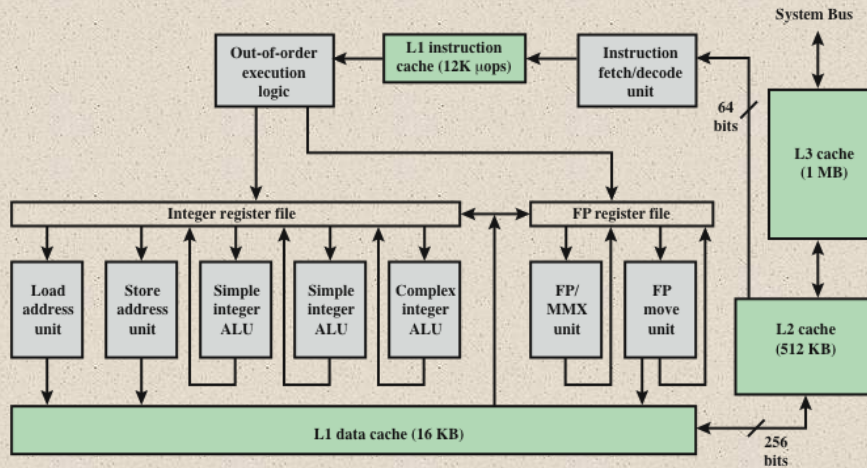 System Bus
Out-of-order
execution
logic
L1 instruction
cache (12K μops)
Instruction
fetch/decode
unit
64
bits
L3 cache
(1 MB)
Integer register file
FP register file
Load
address
unit
Store
address
unit
Simple
integer
ALU
Simple
integer
ALU
Complex
integer
ALU
FP/
MMX
unit
FP
move
unit
L2 cache
(512 KB)
L1 data cache (16 KB)
256
bits